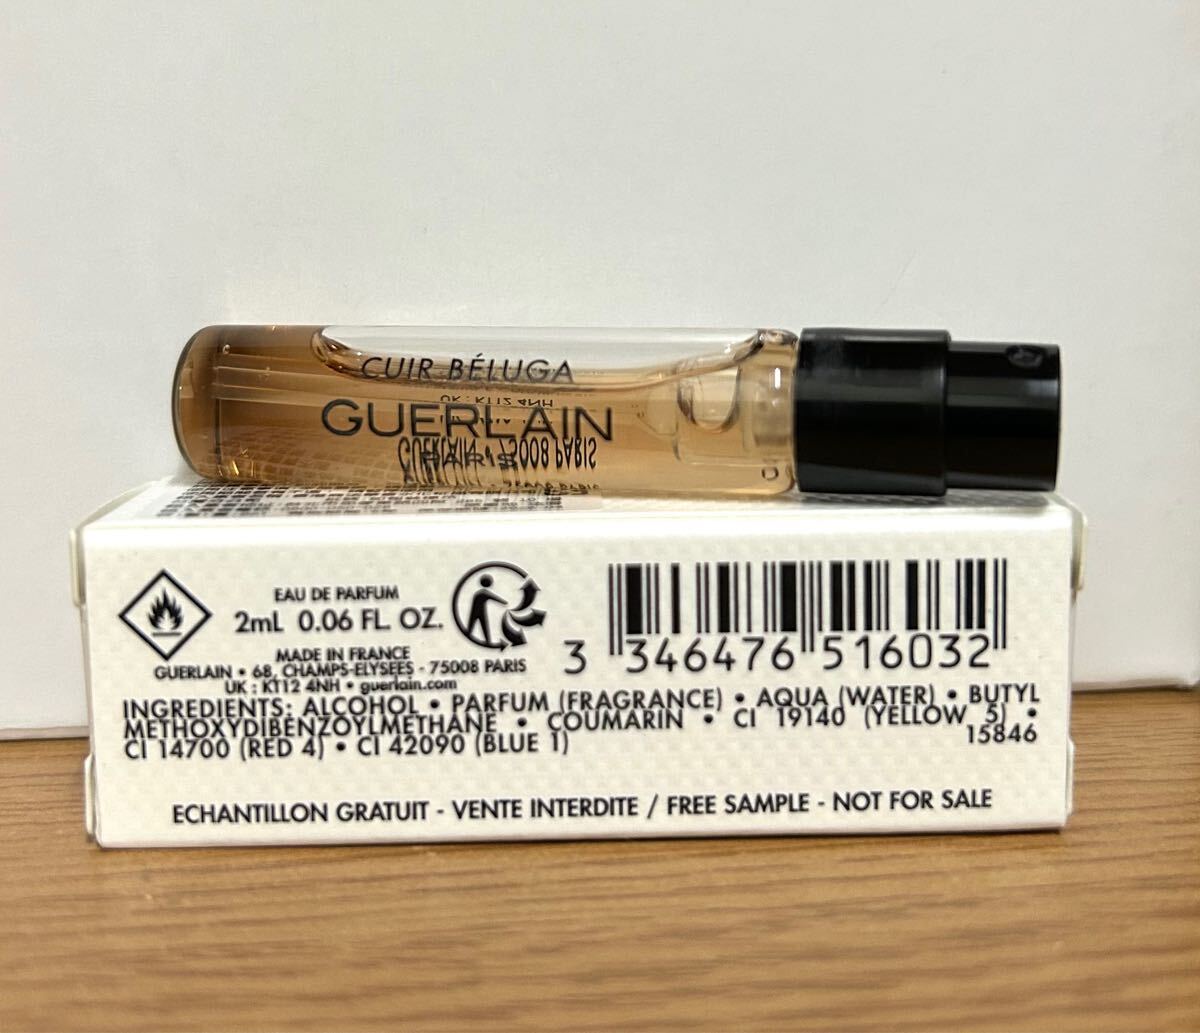 CUIR BÉLUGA
GUERLAIN
EAU DE PARFUM
2mL 0.06 FL. OZ.
MADE IN FRANCE
GUERLAIN • 68, CHAMPS-ELYSEES - 75008 PARIS
UK : KT12 4NH • guerlain.com
3 346476 516032
INGREDIENTS: ALCOHOL • PARFUM (FRAGRANCE) • AQUA (WATER) • BUTYL
METHOXYDIBENZOYLMETHANE • COUMARIN • CI 19140 (YELLOW 5) •
CI 14700 (RED 4) • CI 42090 (BLUE 1)
15846
ECHANTILLON GRATUIT - VENTE INTERDITE / FREE SAMPLE - NOT FOR SALE